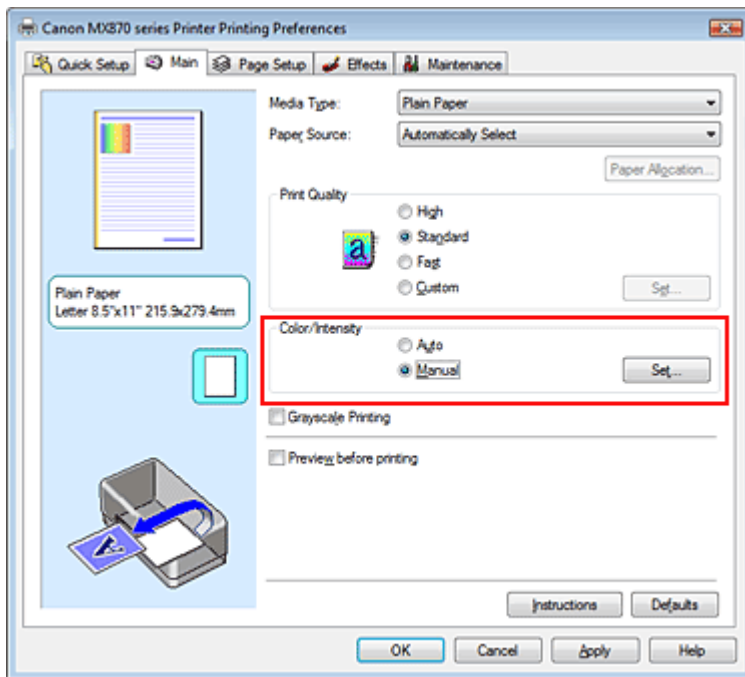 Canon MX870 series Printer Printing Preferences
Quick Setup Main Page Setup Effects Maintenance
Media Type: Plain Paper
Paper Source: Automatically Select
Paper Allocation...
Print Quality
High
a Standard
Fast
Custom Set...
Plain Paper
Letter 8.5"x11" 215.9x279.4mm
Color/Intensity
Auto
Manual Set...
Grayscale Printing
Preview before printing
A
Instructions Defaults
OK Cancel Apply Help